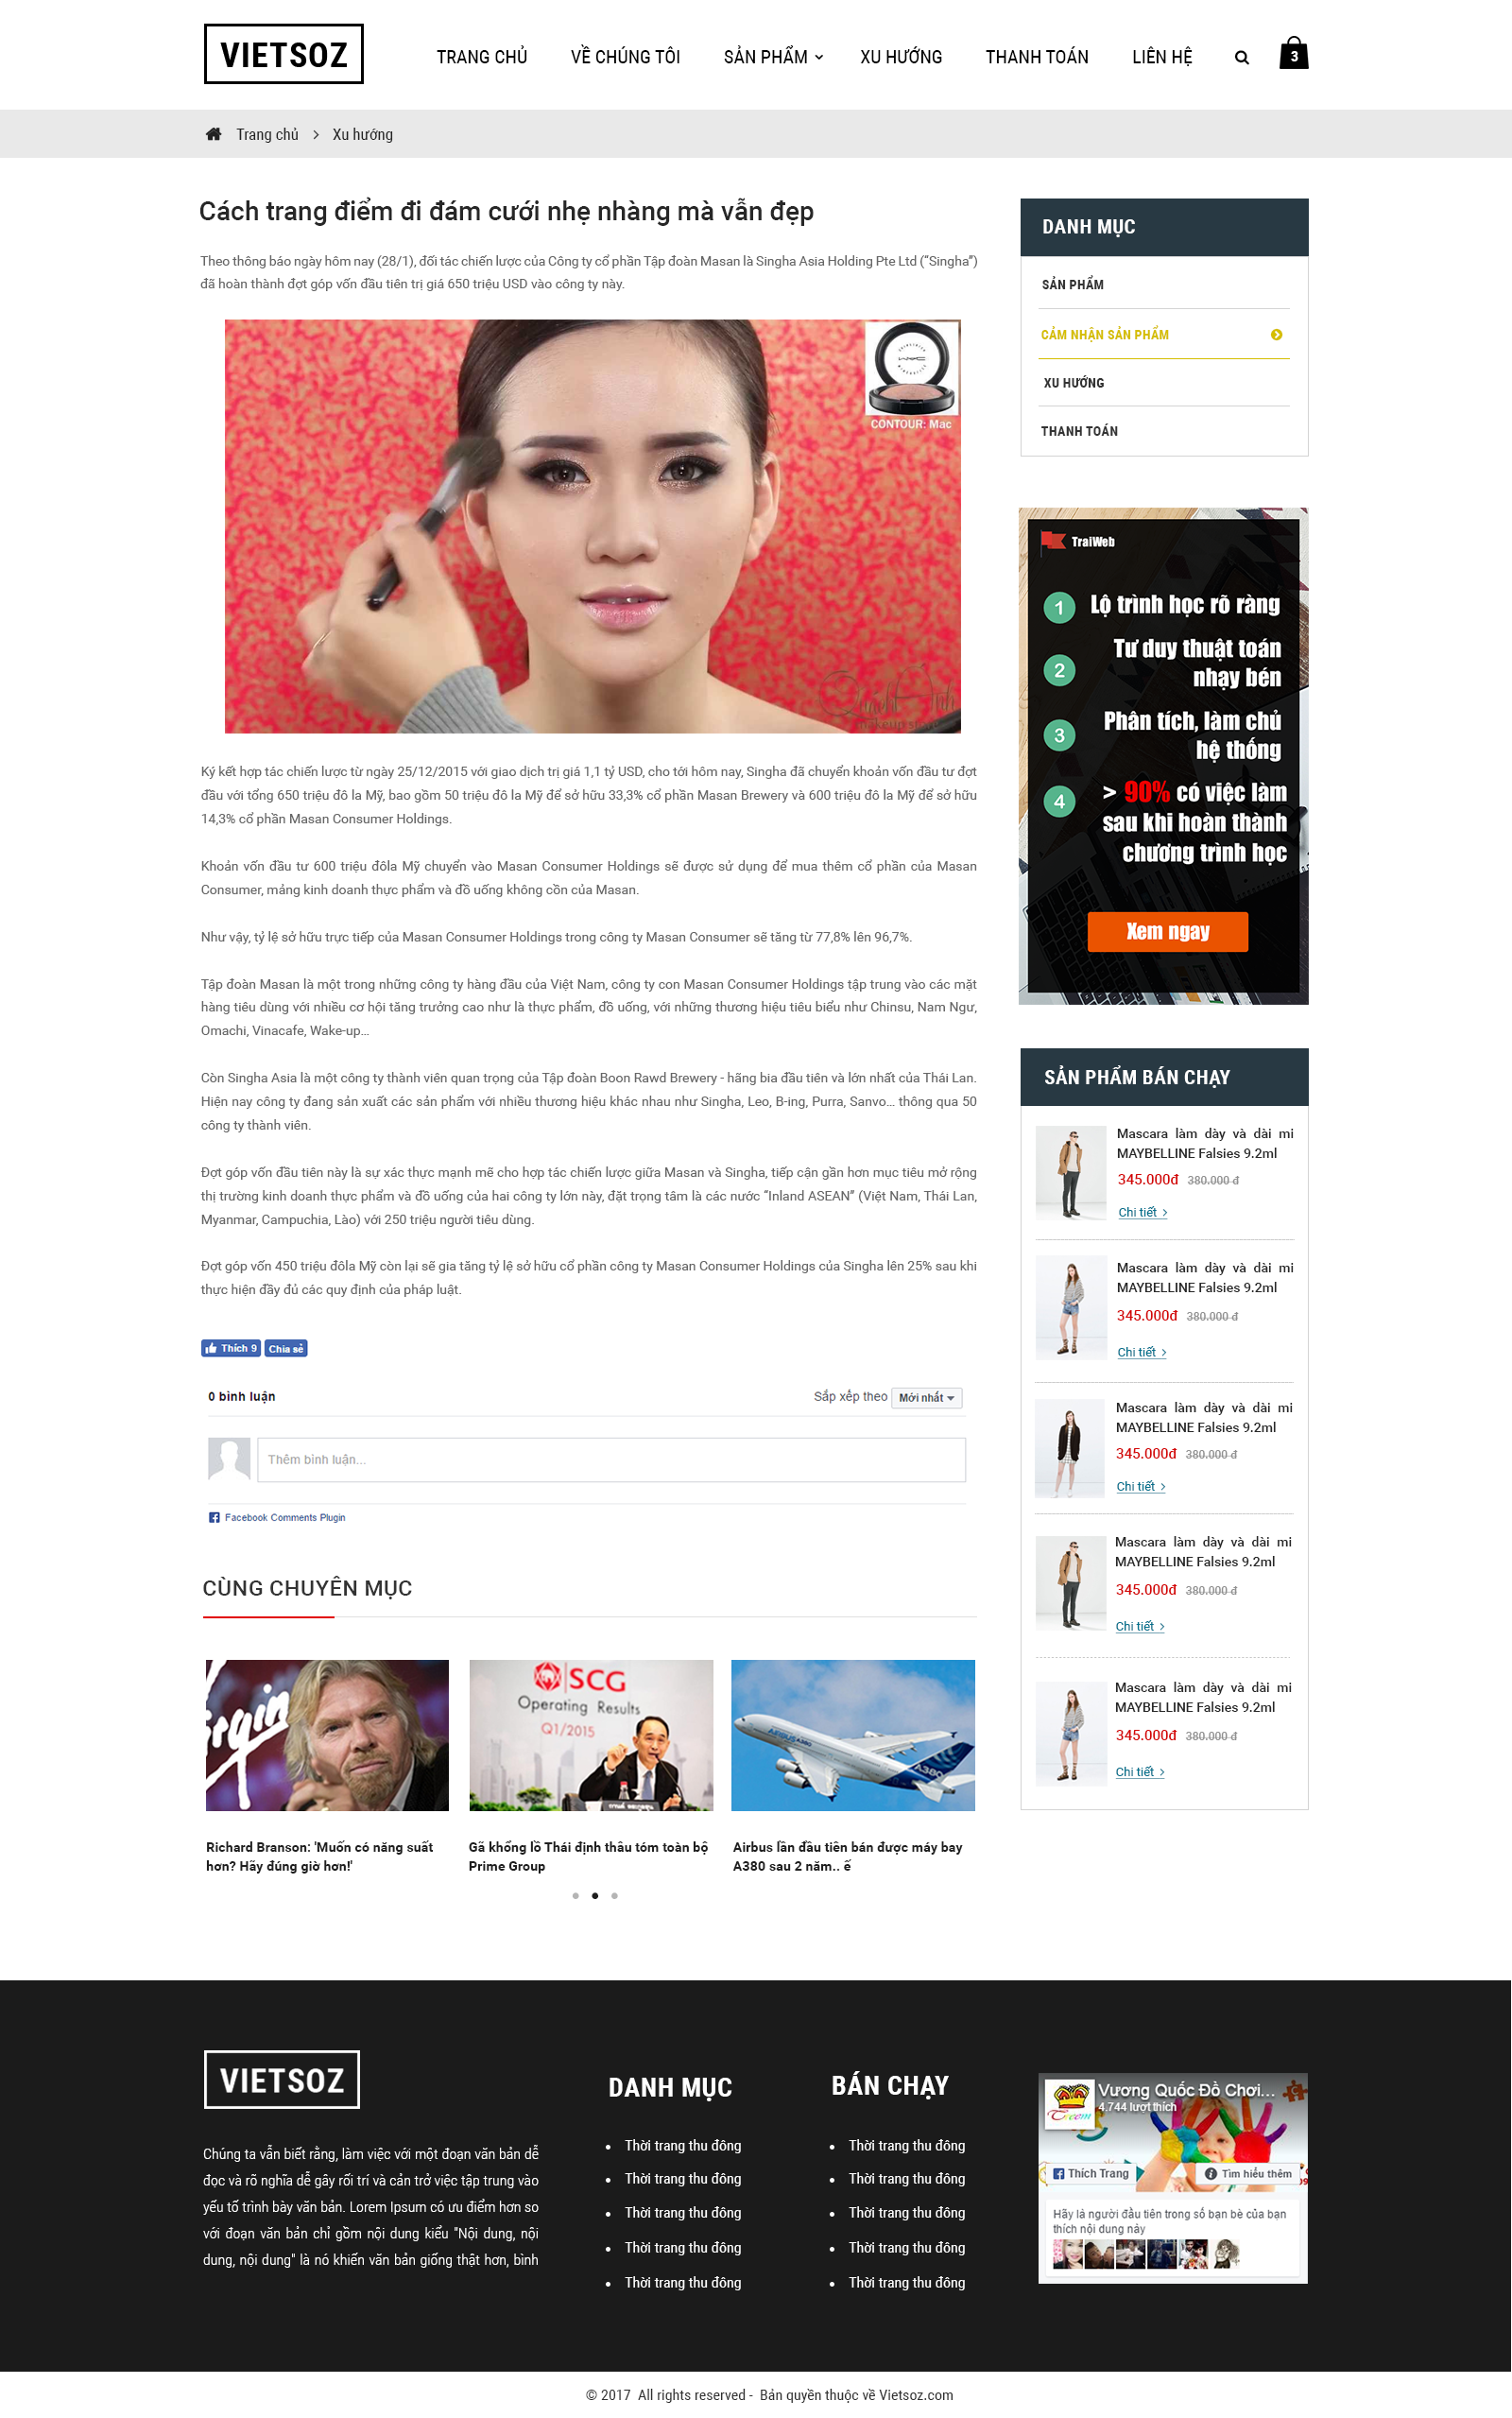 VIETSOZ
TRANG CHỦ
VỀ CHÚNG TÔI
SẢN PHẨM
XU HƯỚNG
THANH TOÁN
LIÊN HỆ
3
Trang chủ > Xu hướng
Cách trang điểm đi đám cưới nhẹ nhàng mà vẫn đẹp
Theo thông báo ngày hôm nay (28/1), đối tác chiến lược của Công ty cổ phần Tập đoàn Masan là Singha Asia Holding Pte Ltd ("Singha")
đã hoàn thành đợt góp vốn đầu tiên trị giá 650 triệu USD vào công ty này.
CONTOUR: Mac
Ký kết hợp tác chiến lược từ ngày 25/12/2015 với giao dịch trị giá 1,1 tỷ USD, cho tới hôm nay, Singha đã chuyển khoản vốn đầu tư đợt
đầu với tổng 650 triệu đô la Mỹ, bao gồm 50 triệu đô la Mỹ để sở hữu 33,3% cổ phần Masan Brewery và 600 triệu đô la Mỹ để sở hữu
14,3% cổ phần Masan Consumer Holdings.
Khoản vốn đầu tư 600 triệu đôla Mỹ chuyển vào Masan Consumer Holdings sẽ được sử dụng để mua thêm cổ phần của Masan
Consumer, mảng kinh doanh thực phẩm và đồ uống không cồn của Masan.
Như vậy, tỷ lệ sở hữu trực tiếp của Masan Consumer Holdings trong công ty Masan Consumer sẽ tăng từ 77,8% lên 96,7%.
Tập đoàn Masan là một trong những công ty hàng đầu của Việt Nam, công ty con Masan Consumer Holdings tập trung vào các mặt
hàng tiêu dùng với nhiều cơ hội tăng trưởng cao như là thực phẩm, đồ uống, với những thương hiệu tiêu biểu như Chinsu, Nam Ngư,
Omachi, Vinacafe, Wake-up...
Còn Singha Asia là một công ty thành viên quan trọng của Tập đoàn Boon Rawd Brewery - hãng bia đầu tiên và lớn nhất của Thái Lan.
Hiện nay công ty đang sản xuất các sản phẩm với nhiều thương hiệu khác nhau như Singha, Leo, B-ing, Purra, Sanvo... thông qua 50
công ty thành viên.
Đợt góp vốn đầu tiên này là sự xác thực mạnh mẽ cho hợp tác chiến lược giữa Masan và Singha, tiếp cận gần hơn mục tiêu mở rộng
thị trường kinh doanh thực phẩm và đồ uống của hai công ty lớn này, đặt trọng tâm là các nước "Inland ASEAN" (Việt Nam, Thái Lan,
Myanmar, Campuchia, Lào) với 250 triệu người tiêu dùng.
Đợt góp vốn 450 triệu đôla Mỹ còn lại sẽ gia tăng tỷ lệ sở hữu cổ phần công ty Masan Consumer Holdings của Singha lên 25% sau khi
thực hiện đầy đủ các quy định của pháp luật.
Thích 9 Chia sẻ
0 bình luận
Sắp xếp theo Mới nhất
Thêm bình luận...
Facebook Comments Plugin
CÙNG CHUYÊN MỤC
Virgin
SCG
Operating Results
Q1/2015
AIRBUS A380
A380
Richard Branson: 'Muốn có năng suất
hơn? Hãy đúng giờ hơn!'
Gã khổng lồ Thái định thâu tóm toàn bộ
Prime Group
Airbus lần đầu tiên bán được máy bay
A380 sau 2 năm.. ế
DANH MỤC
SẢN PHẨM
CẢM NHẬN SẢN PHẨM
XU HƯỚNG
THANH TOÁN
TraiWeb
1 Lộ trình học rõ ràng
2 Tư duy thuật toán
nhạy bén
3 Phân tích, làm chủ
hệ thống
4 > 90% có việc làm
sau khi hoàn thành
chương trình học
Xem ngay
SẢN PHẨM BÁN CHẠY
Mascara làm dày và dài mi
MAYBELLINE Falsies 9.2ml
345.000đ 380.000 đ
Chi tiết >
Mascara làm dày và dài mi
MAYBELLINE Falsies 9.2ml
345.000đ 380.000 đ
Chi tiết >
Mascara làm dày và dài mi
MAYBELLINE Falsies 9.2ml
345.000đ 380.000 đ
Chi tiết >
Mascara làm dày và dài mi
MAYBELLINE Falsies 9.2ml
345.000đ 380.000 đ
Chi tiết >
Mascara làm dày và dài mi
MAYBELLINE Falsies 9.2ml
345.000đ 380.000 đ
Chi tiết >
VIETSOZ
Chúng ta vẫn biết rằng, làm việc với một đoạn văn bản dễ
đọc và rõ nghĩa dễ gây rối trí và cản trở việc tập trung vào
yếu tố trình bày văn bản. Lorem Ipsum có ưu điểm hơn so
với đoạn văn bản chỉ gồm nội dung kiểu "Nội dung, nội
dung, nội dung" là nó khiến văn bản giống thật hơn, bình
DANH MỤC
Thời trang thu đông
Thời trang thu đông
Thời trang thu đông
Thời trang thu đông
Thời trang thu đông
BÁN CHẠY
Thời trang thu đông
Thời trang thu đông
Thời trang thu đông
Thời trang thu đông
Thời trang thu đông
Vương Quốc Đồ Chơi...
4.744 lượt thích
Thích Trang
Tìm hiểu thêm
Hãy là người đầu tiên trong số bạn bè của bạn
thích nội dung này
© 2017 All rights reserved - Bản quyền thuộc về Vietsoz.com